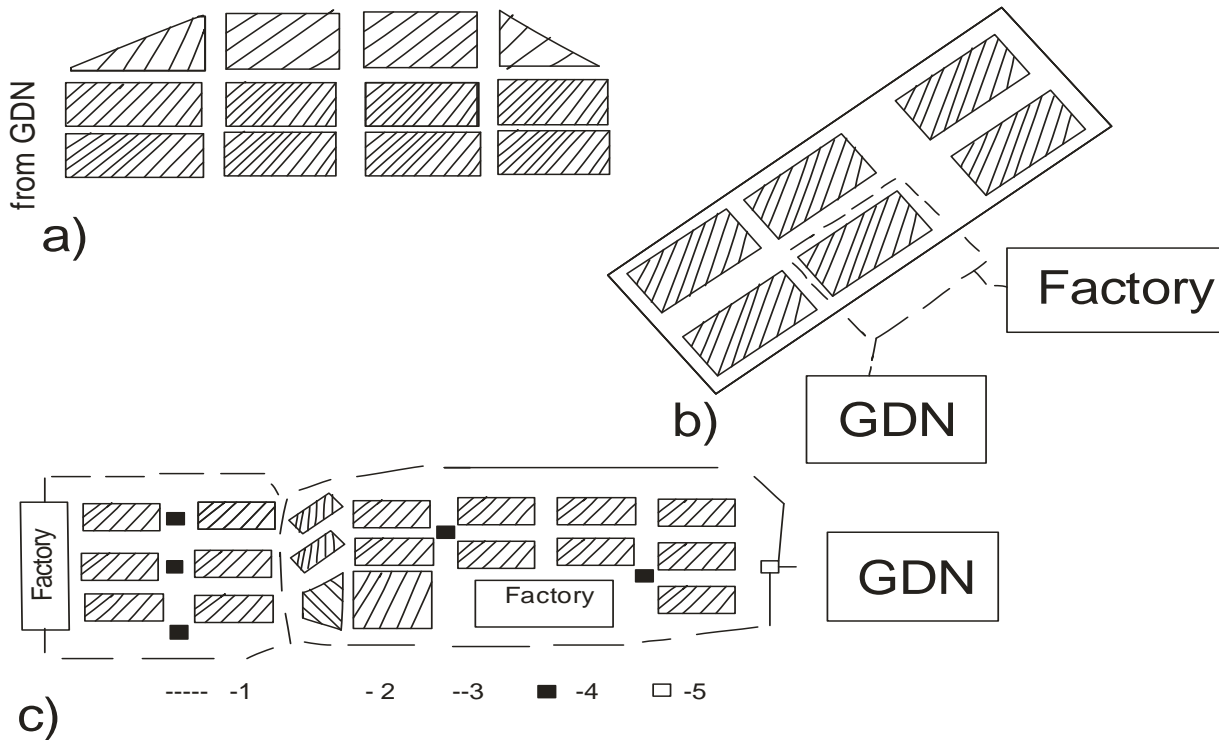 from GDN
a)
Factory
GDN
b)
Factory
Factory
GDN
----- -1 - 2 --3 -4 -5
c)